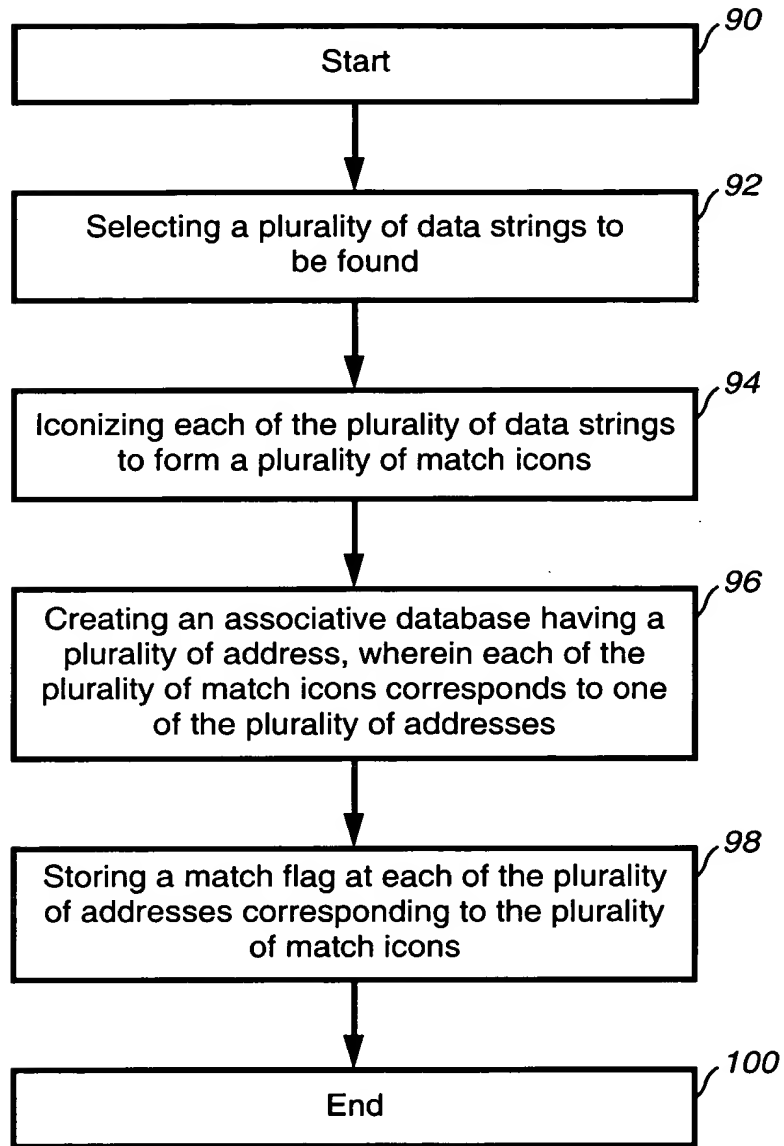 90
Start
92
Selecting a plurality of data strings to
be found
94
Iconizing each of the plurality of data strings
to form a plurality of match icons
96
Creating an associative database having a
plurality of address, wherein each of the
plurality of match icons corresponds to one
of the plurality of addresses
98
Storing a match flag at each of the plurality
of addresses corresponding to the plurality
of match icons
100
End